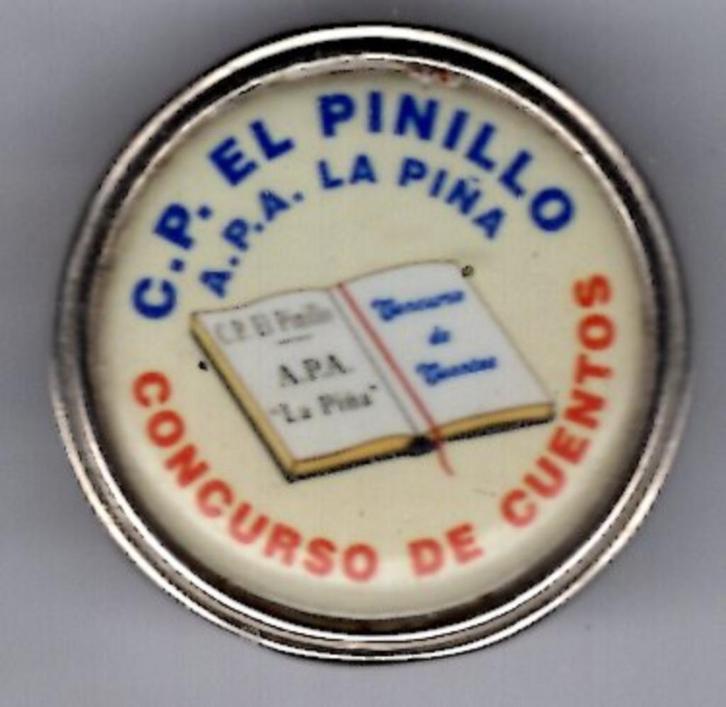 C.P. EL PINILLO
A.P.A. LA PIÑA
C.P. El Pinillo
A.P.A.
"La Piña"
Concurso
de
Cuentos
CONCURSO DE CUENTOS